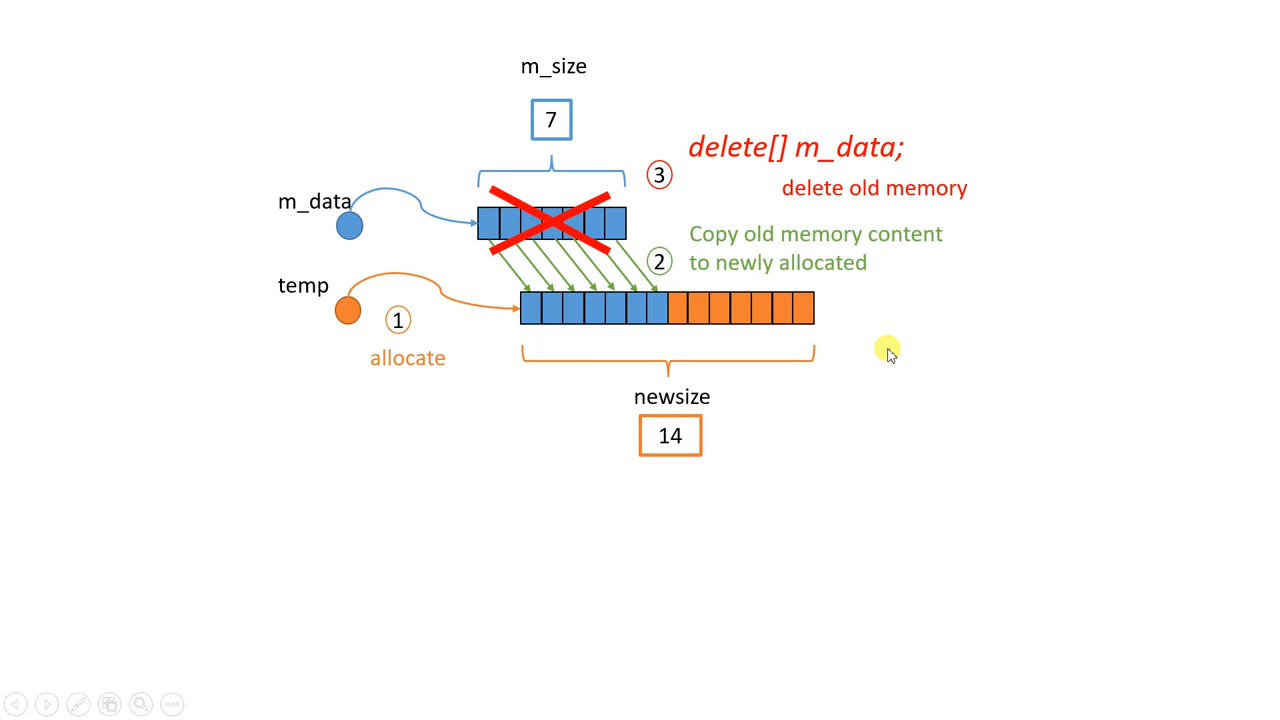 m_size
7
delete[] m_data;
3
delete old memory
m_data
Copy old memory content
2
to newly allocated
temp
1
allocate
newsize
14